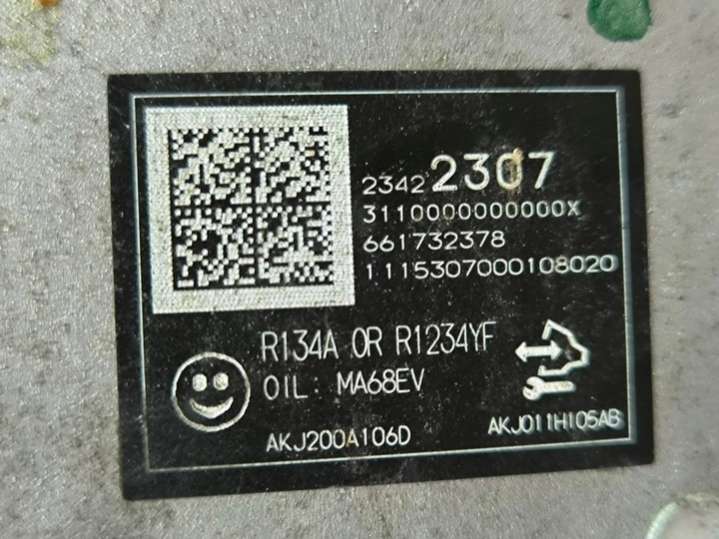 2342 2307
3110000000000X
661732378
1115307000108020
R134A OR R1234YF
OIL: MA68EV
AKJ200A106D
AKJ011H105AB